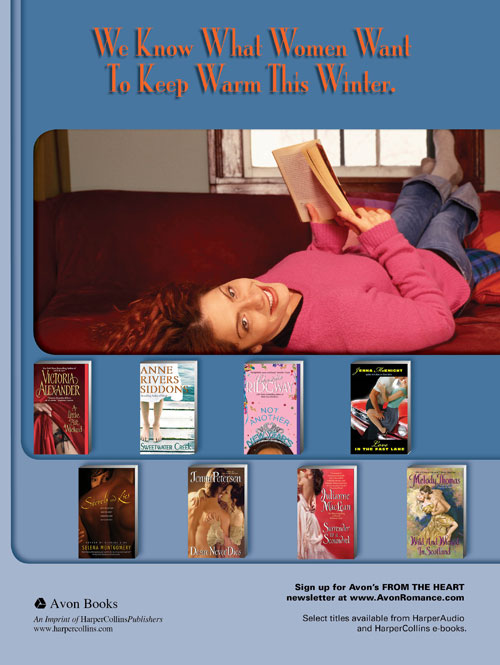 We Know What Women Want
To Keep Warm This Winter.
VICTORIA
ALEXANDER
A
Little
Bit
Wicked
ANNE
RIVERS
SIDDONS
SWEETWATER CREEK
RIDGWAY
NOT
ANOTHER
NEW YEAR'S
JENNA McKNIGHT
Love
IN THE FAST LANE
Secrets and Lies
SELENA MONTGOMERY
Jenna Petersen
Desire Never Dies
Julianne
MacLean
Surrender
to a
Scoundrel
Melody Thomas
Wild And Wicked
In Scotland
Sign up for Avon's FROM THE HEART
newsletter at www.AvonRomance.com.
Avon Books
An Imprint of HarperCollinsPublishers
www.harpercollins.com
Select titles available from HarperAudio
and HarperCollins e-books.